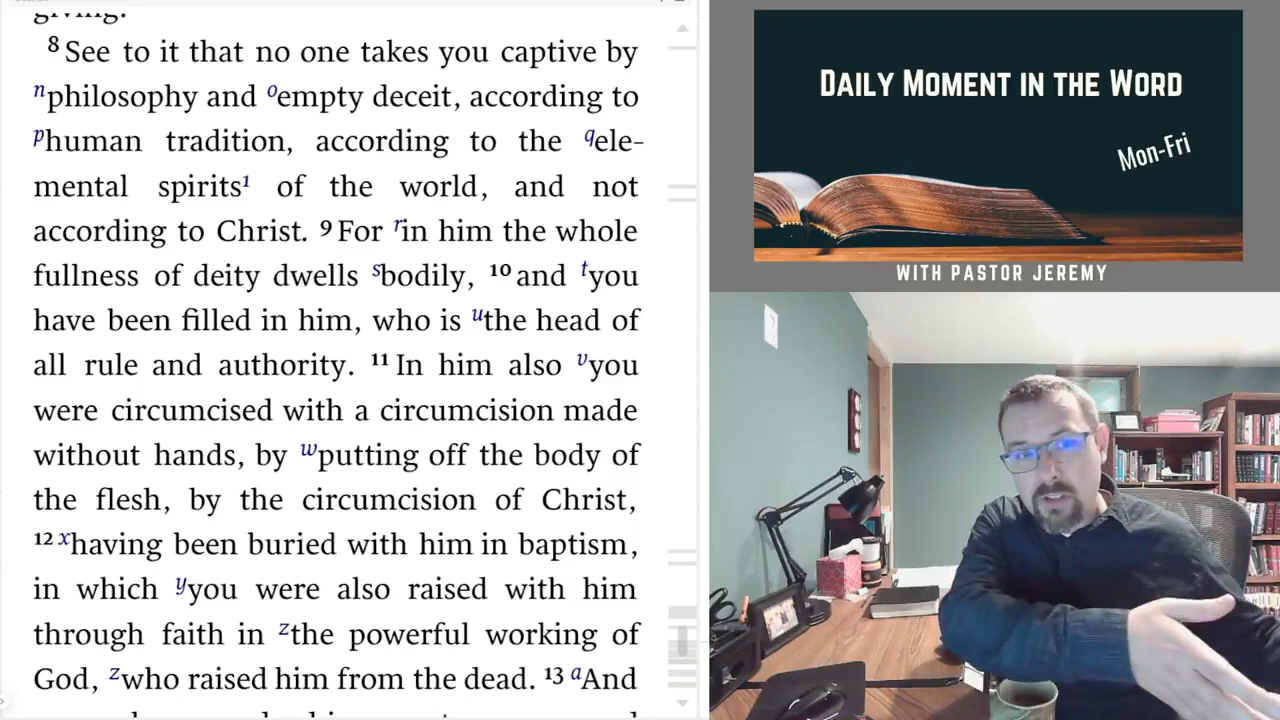 giving.
⁸ See to it that no one takes you captive by
ⁿphilosophy and ᵒempty deceit, according to
ᵖhuman tradition, according to the qele-
mental spirits¹ of the world, and not
according to Christ. ⁹ For ʳin him the whole
fullness of deity dwells ˢbodily, ¹⁰ and ᵗyou
have been filled in him, who is ᵘthe head of
all rule and authority. ¹¹ In him also ᵛyou
were circumcised with a circumcision made
without hands, by ʷputting off the body of
the flesh, by the circumcision of Christ,
¹² ˣhaving been buried with him in baptism,
in which ʸyou were also raised with him
through faith in ᶻthe powerful working of
God, ᶻwho raised him from the dead. ¹³ ᵃAnd
DAILY MOMENT IN THE WORD
Mon-Fri
WITH PASTOR JEREMY